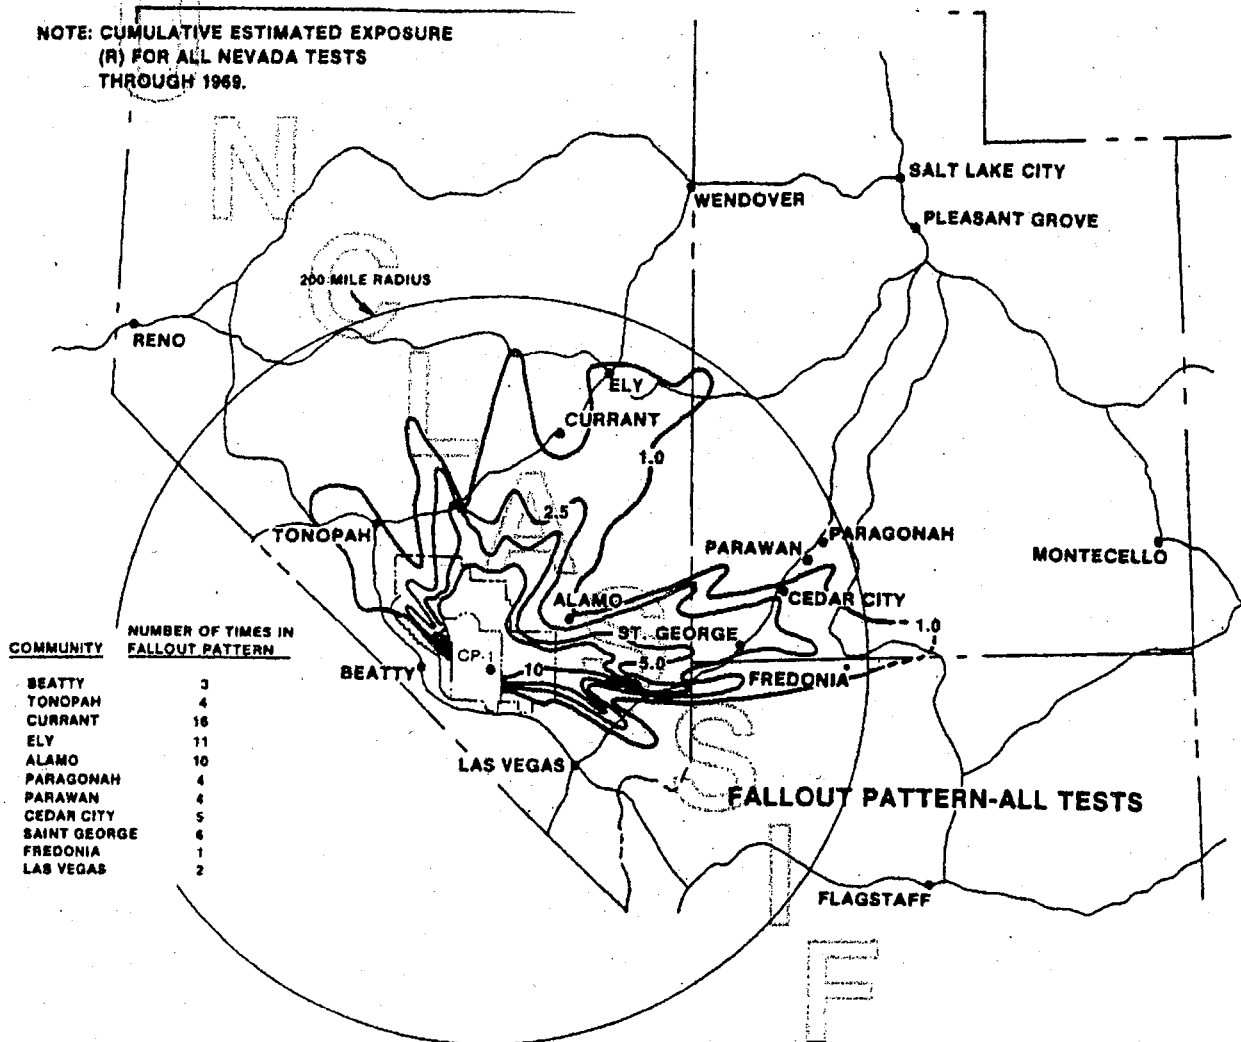 NOTE: CUMULATIVE ESTIMATED EXPOSURE
(R) FOR ALL NEVADA TESTS
THROUGH 1969.
U
N
C
L
A
S
S
I
F
SALT LAKE CITY
WENDOVER
PLEASANT GROVE
200 MILE RADIUS
RENO
ELY
CURRANT
1.0
2.5
TONOPAH
PARAGONAH
PARAWAN
MONTECELLO
ALAMO
CEDAR CITY
1.0
ST. GEORGE
CP-1
5.0
BEATTY
10
FREDONIA
LAS VEGAS
FALLOUT PATTERN-ALL TESTS
FLAGSTAFF
COMMUNITY NUMBER OF TIMES IN
FALLOUT PATTERN
BEATTY 3
TONOPAH 4
CURRANT 16
ELY 11
ALAMO 10
PARAGONAH 4
PARAWAN 4
CEDAR CITY 5
SAINT GEORGE 6
FREDONIA 1
LAS VEGAS 2